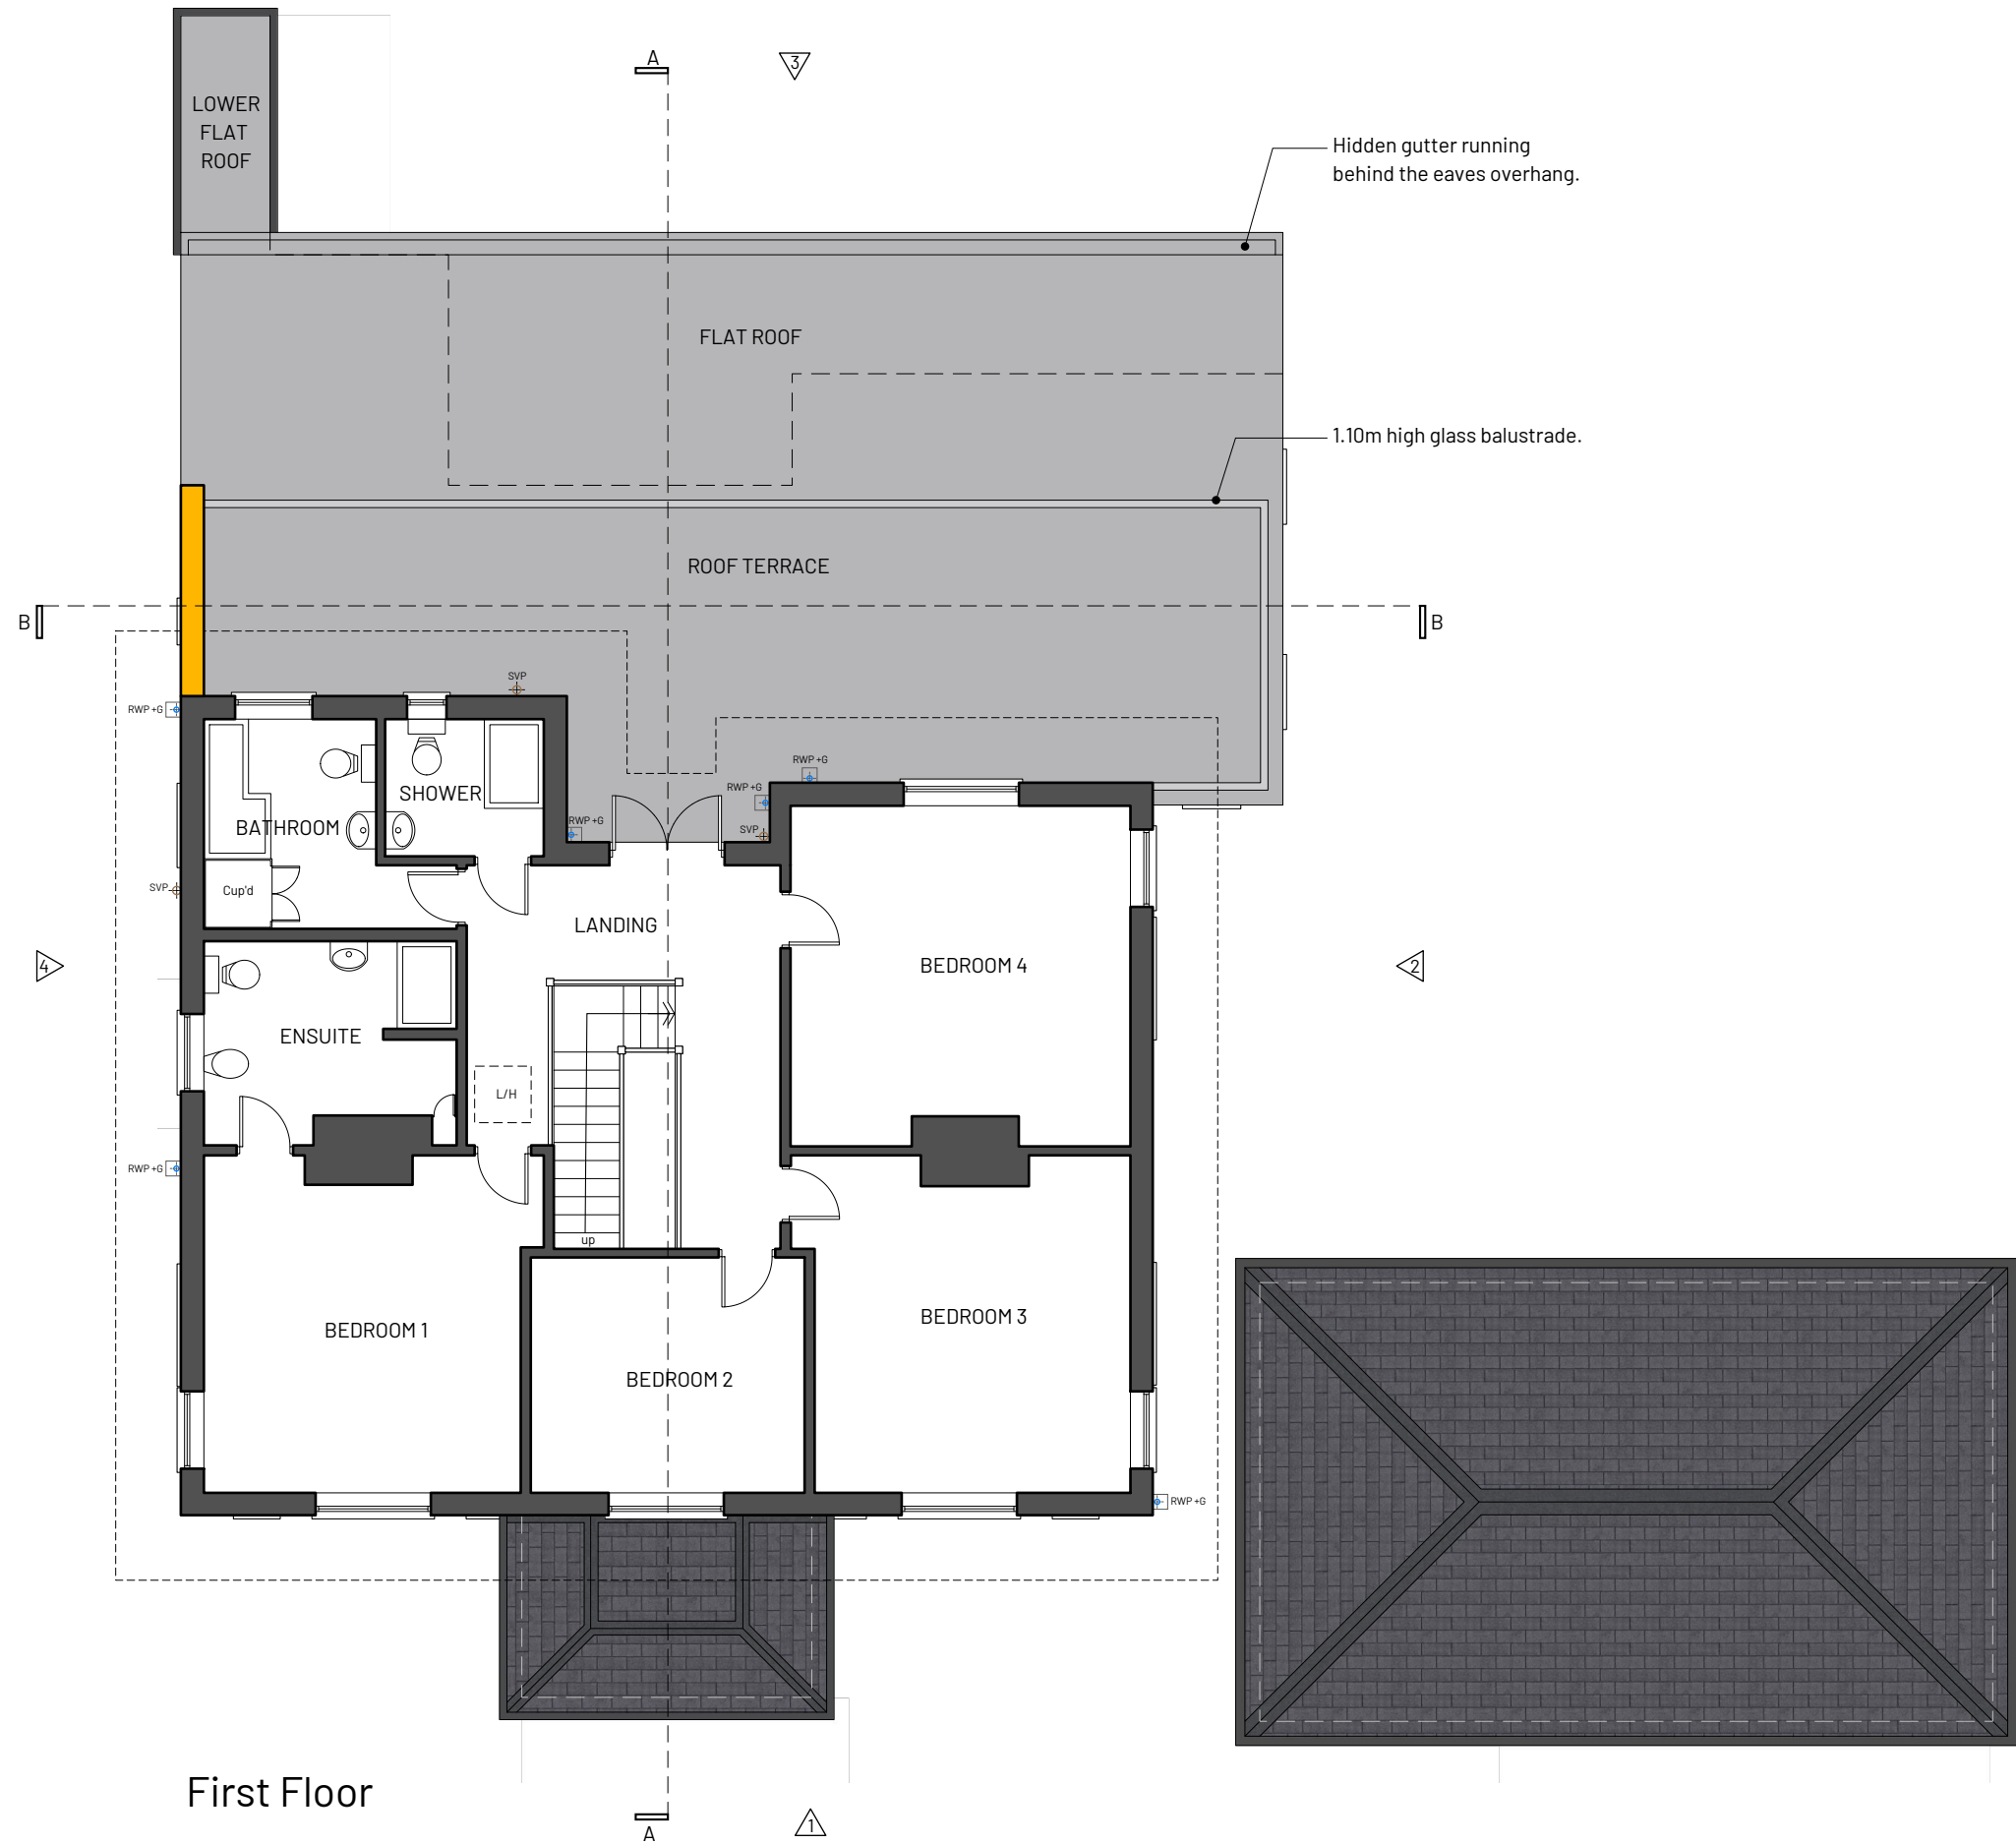 A
3
LOWER
FLAT
ROOF
Hidden gutter running
behind the eaves overhang.
FLAT ROOF
1.10m high glass balustrade.
ROOF TERRACE
B
B
SVP
RWP +G
RWP +G
RWP +G
RWP +G
SVP
SHOWER
BATHROOM
SVP
Cup'd
LANDING
BEDROOM 4
4
2
ENSUITE
L/H
RWP +G
up
BEDROOM 1
BEDROOM 3
BEDROOM 2
RWP +G
First Floor
A
1